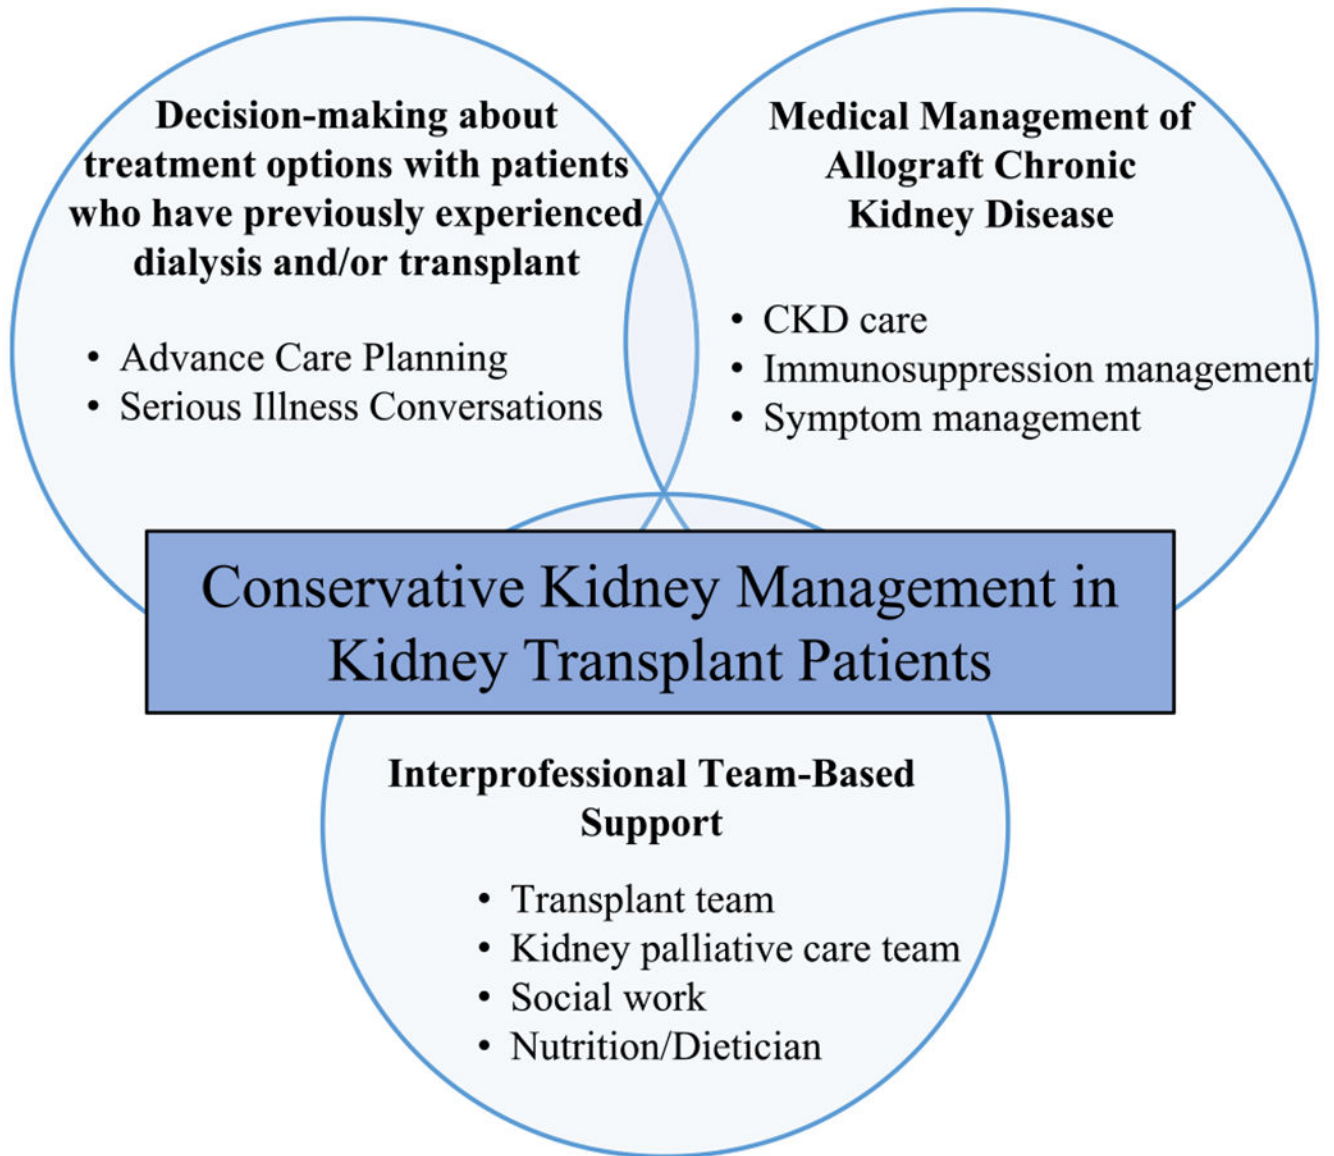 Decision-making about
treatment options with patients
who have previously experienced
dialysis and/or transplant
• Advance Care Planning
• Serious Illness Conversations
Medical Management of
Allograft Chronic
Kidney Disease
• CKD care
• Immunosuppression management
• Symptom management
Conservative Kidney Management in
Kidney Transplant Patients
Interprofessional Team-Based
Support
• Transplant team
• Kidney palliative care team
• Social work
• Nutrition/Dietician